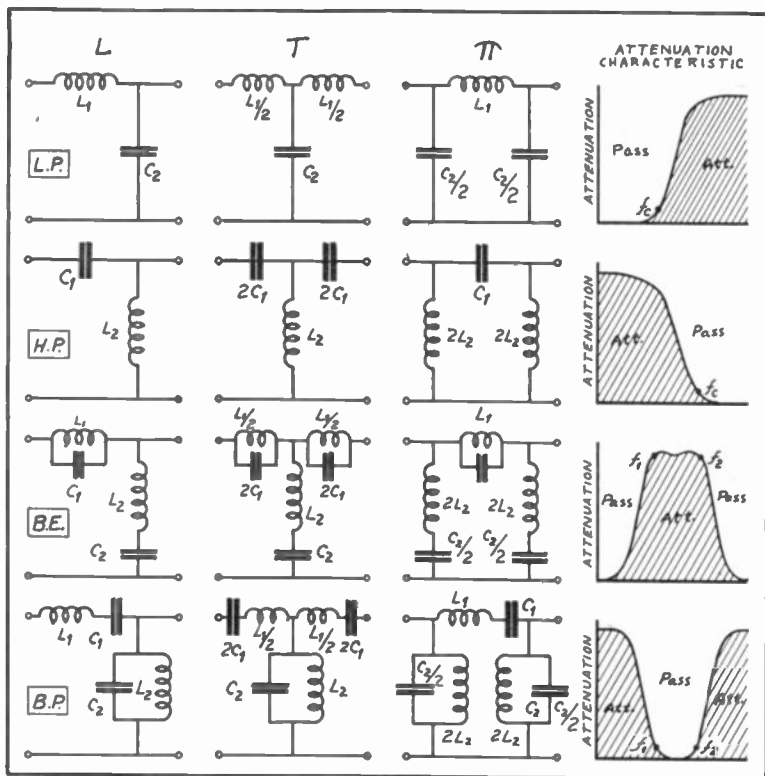 L
T
π
ATTENUATION
CHARACTERISTIC
L.P.
L₁
C₂
L₁/2
L₁/2
C₂
L₁
C₂/2
C₂/2
ATTENUATION
Pass
Att.
fc
H.P.
C₁
L₂
2C₁
2C₁
L₂
C₁
2L₂
2L₂
ATTENUATION
Att.
Pass
fc
B.E.
L₁
C₁
L₂
C₂
L₁/2
L₁/2
2C₁
2C₁
L₂
C₂
L₁
2L₂
2L₂
C₂/2
C₂/2
ATTENUATION
f₁
f₂
Pass
Att.
Pass
B.P.
L₁
C₁
C₂
L₂
2C₁
L₁/2
L₁/2
2C₁
C₂
L₂
L₁
C₁
C₂/2
C₂
C₂/2
2L₂
2L₂
ATTENUATION
Pass
Att.
Att.
f₁
f₂